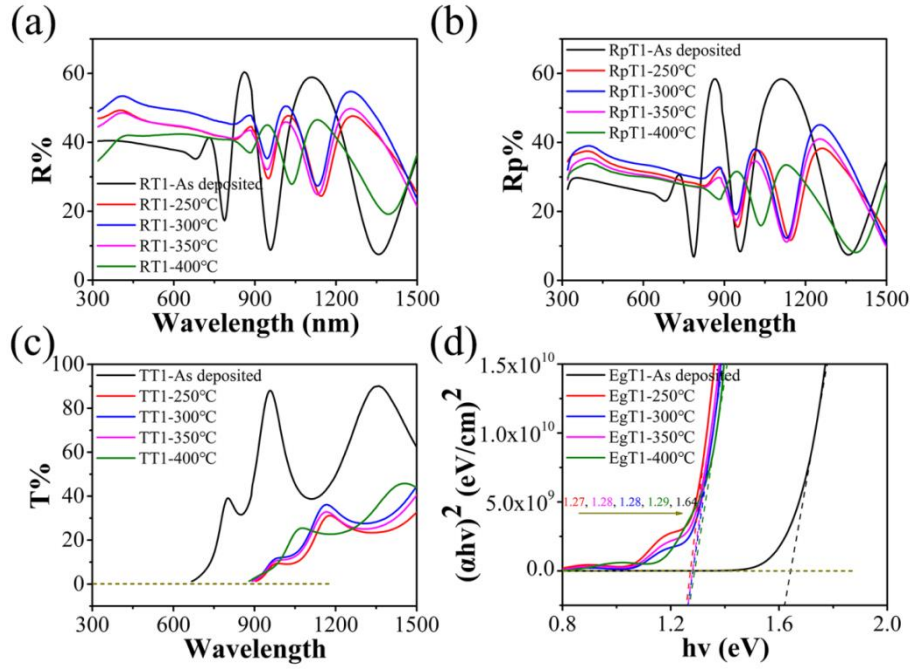 (a)
R%
60
40
20
0
RT1-As deposited
RT1-250℃
RT1-300℃
RT1-350℃
RT1-400℃
300 600 900 1200 1500
Wavelength (nm)
(b)
Rp%
60
40
20
0
RpT1-As deposited
RpT1-250℃
RpT1-300℃
RpT1-350℃
RpT1-400℃
300 600 900 1200 1500
Wavelength
(c)
T%
100
80
60
40
20
0
TT1-As deposited
TT1-250℃
TT1-300℃
TT1-350℃
TT1-400℃
300 600 900 1200 1500
Wavelength
(d)
(αhv)² (eV/cm)²
1.5x10¹⁰
1.0x10¹⁰
5.0x10⁹
0.0
EgT1-As deposited
EgT1-250℃
EgT1-300℃
EgT1-350℃
EgT1-400℃
1.27, 1.28, 1.28, 1.29, 1.64
0.8 1.2 1.6 2.0
hv (eV)